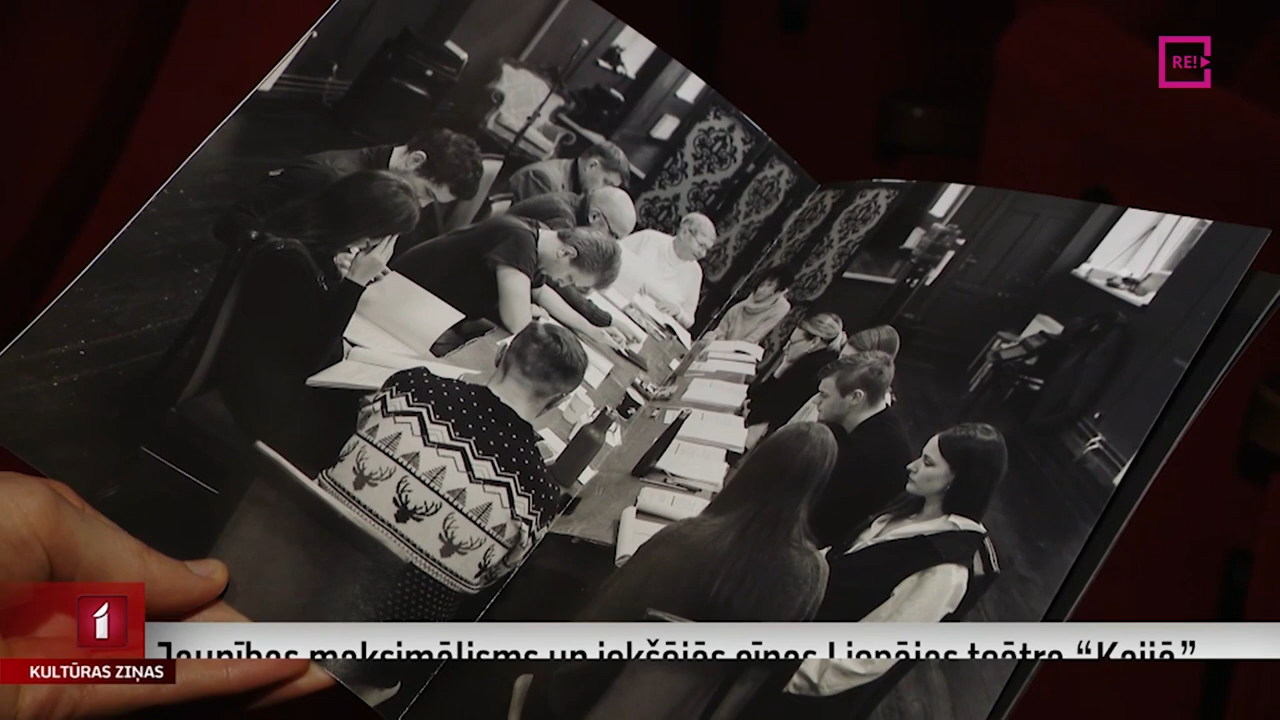 RE!
1
Jaunības maksimālisms un iekšējās cīņas Liepājas teātra “Kaijā”
KULTŪRAS ZIŅAS